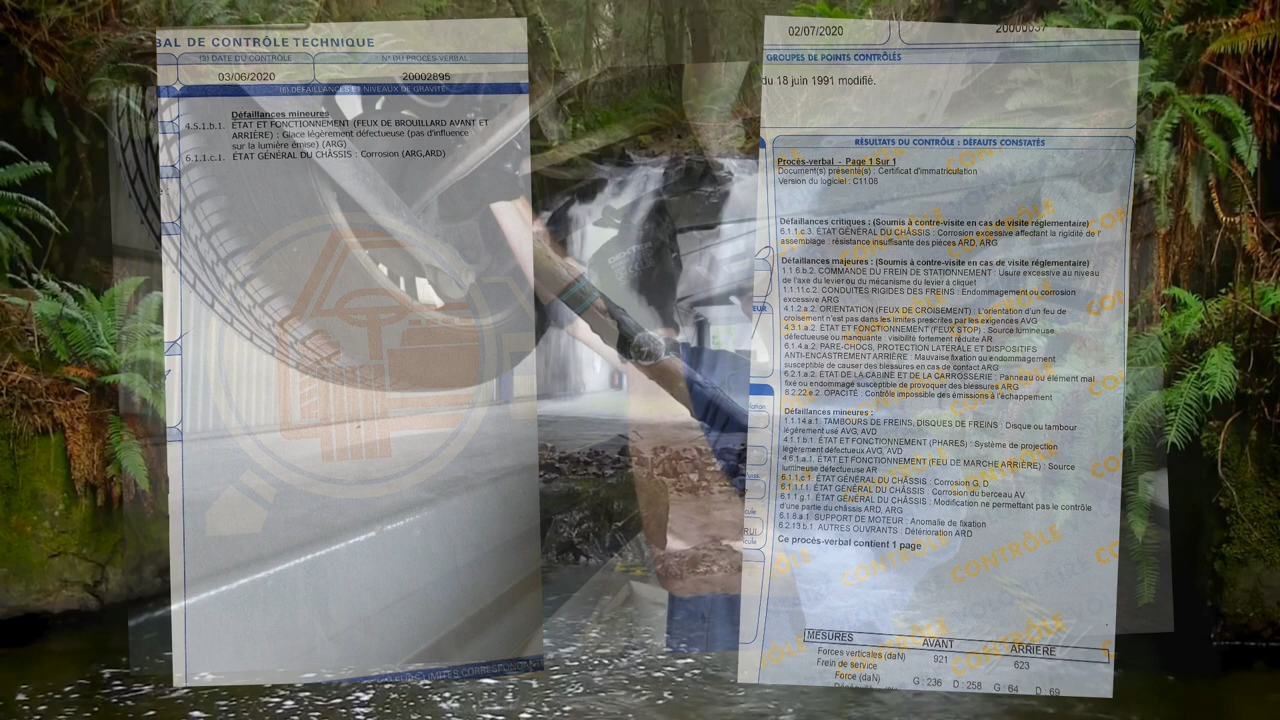 BAL DE CONTRÔLE TECHNIQUE
(3) DATE DU CONTRÔLE
N° DU PROCÈS-VERBAL
03/06/2020
20002895
(6) DÉFAILLANCES ET NIVEAUX DE GRAVITÉ
Défaillances mineures
4.5.1.b.1. ÉTAT ET FONCTIONNEMENT (FEUX DE BROUILLARD AVANT ET
ARRIÈRE) : Glace légèrement défectueuse (pas d'influence
sur la lumière émise) (ARG)
6.1.1.c.1. ÉTAT GÉNÉRAL DU CHÂSSIS : Corrosion (ARG,ARD)
LIMITES CORRESPONDANT
02/07/2020
GROUPES DE POINTS CONTRÔLÉS
du 18 juin 1991 modifié.
RÉSULTATS DU CONTRÔLE : DÉFAUTS CONSTATÉS
Procès-verbal - Page 1 Sur 1
Document(s) présenté(s) : Certificat d'immatriculation
Version du logiciel : C11.06
Défaillances critiques : (Soumis à contre-visite en cas de visite réglementaire)
6.1.1.c.3. ÉTAT GÉNÉRAL DU CHÂSSIS : Corrosion excessive affectant la rigidité de l'
assemblage : résistance insuffisante des pièces ARD, ARG
Défaillances majeures : (Soumis à contre-visite en cas de visite réglementaire)
1.1.6.b.2. COMMANDE DU FREIN DE STATIONNEMENT : Usure excessive au niveau
de l'axe du levier ou du mécanisme du levier à cliquet
1.1.11.c.2. CONDUITES RIGIDES DES FREINS : Endommagement ou corrosion
excessive ARG
4.1.2.a.2. ORIENTATION (FEUX DE CROISEMENT) : L'orientation d'un feu de
croisement n'est pas dans les limites prescrites par les exigences AVG
4.3.1.a.2. ÉTAT ET FONCTIONNEMENT (FEUX STOP) : Source lumineuse
défectueuse ou manquante : visibilité fortement réduite AR
6.1.4.a.2. PARE-CHOCS, PROTECTION LATÉRALE ET DISPOSITIFS
ANTI-ENCASTREMENT ARRIÈRE : Mauvaise fixation ou endommagement
susceptible de causer des blessures en cas de contact ARG
6.2.1.a.2. ÉTAT DE LA CABINE ET DE LA CARROSSERIE : Panneau ou élément mal
fixé ou endommagé susceptible de provoquer des blessures ARG
8.2.22.e.2. OPACITÉ : Contrôle impossible des émissions à l'échappement
Défaillances mineures :
1.1.14.a.1. TAMBOURS DE FREINS, DISQUES DE FREINS : Disque ou tambour
légèrement usé AVG, AVD
4.1.1.b.1. ÉTAT ET FONCTIONNEMENT (PHARES) : Système de projection
légèrement défectueux AVG, AVD
4.6.1.a.1. ÉTAT ET FONCTIONNEMENT (FEU DE MARCHE ARRIÈRE) : Source
lumineuse défectueuse AR
6.1.1.c.1. ÉTAT GÉNÉRAL DU CHÂSSIS : Corrosion G, D
6.1.1.f.1. ÉTAT GÉNÉRAL DU CHÂSSIS : Corrosion du berceau AV
6.1.1.g.1. ÉTAT GÉNÉRAL DU CHÂSSIS : Modification ne permettant pas le contrôle
d'une partie du châssis ARD, ARG
6.1.8.a.1. SUPPORT DE MOTEUR : Anomalie de fixation
6.2.13.b.1. AUTRES OUVRANTS : Détérioration ARD
Ce procès-verbal contient 1 page
CONTRÔLE
CONTRÔLE
MESURES AVANT ARRIERE
Forces verticales (daN) 921 623
Frein de service
Force (daN) G : 236 D : 258 G : 64 D : 69